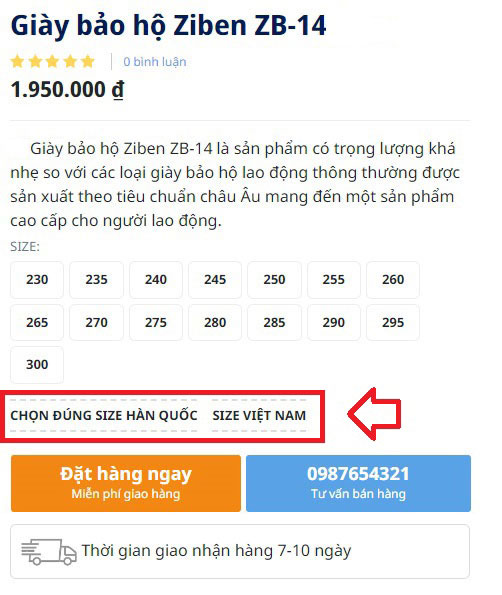 Giày bảo hộ Ziben ZB-14
0 bình luận
1.950.000 ₫
Giày bảo hộ Ziben ZB-14 là sản phẩm có trọng lượng khá
nhẹ so với các loại giày bảo hộ lao động thông thường được
sản xuất theo tiêu chuẩn châu Âu mang đến một sản phẩm
cao cấp cho người lao động.
SIZE:
230 235 240 245 250 255 260
265 270 275 280 285 290 295
300
CHỌN ĐÚNG SIZE HÀN QUỐC SIZE VIỆT NAM
Đặt hàng ngay 0987654321
Miễn phí giao hàng Tư vấn bán hàng
Thời gian giao nhận hàng 7-10 ngày